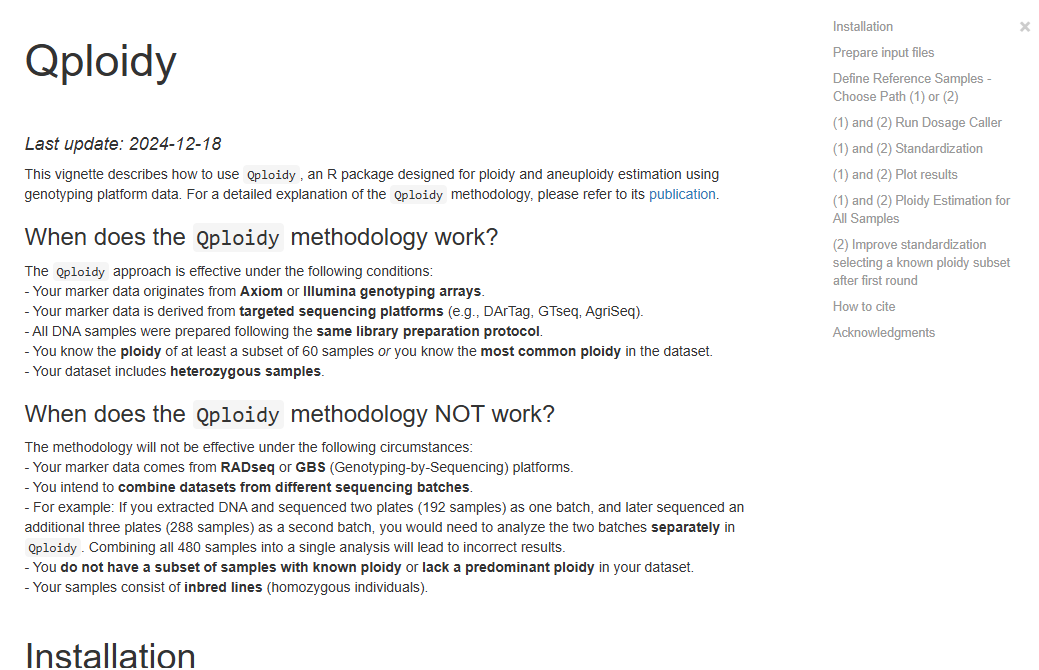 Qploidy
Last update: 2024-12-18
This vignette describes how to use Qploidy, an R package designed for ploidy and aneuploidy estimation using
genotyping platform data. For a detailed explanation of the Qploidy methodology, please refer to its publication.
When does the Qploidy methodology work?
The Qploidy approach is effective under the following conditions:
- Your marker data originates from Axiom or Illumina genotyping arrays.
- Your marker data is derived from targeted sequencing platforms (e.g., DArTag, GTseq, AgriSeq).
- All DNA samples were prepared following the same library preparation protocol.
- You know the ploidy of at least a subset of 60 samples or you know the most common ploidy in the dataset.
- Your dataset includes heterozygous samples.
When does the Qploidy methodology NOT work?
The methodology will not be effective under the following circumstances:
- Your marker data comes from RADseq or GBS (Genotyping-by-Sequencing) platforms.
- You intend to combine datasets from different sequencing batches.
- For example: If you extracted DNA and sequenced two plates (192 samples) as one batch, and later sequenced an
additional three plates (288 samples) as a second batch, you would need to analyze the two batches separately in
Qploidy. Combining all 480 samples into a single analysis will lead to incorrect results.
- You do not have a subset of samples with known ploidy or lack a predominant ploidy in your dataset.
- Your samples consist of inbred lines (homozygous individuals).
Installation
Installation
Prepare input files
Define Reference Samples -
Choose Path (1) or (2)
(1) and (2) Run Dosage Caller
(1) and (2) Standardization
(1) and (2) Plot results
(1) and (2) Ploidy Estimation for
All Samples
(2) Improve standardization
selecting a known ploidy subset
after first round
How to cite
Acknowledgments